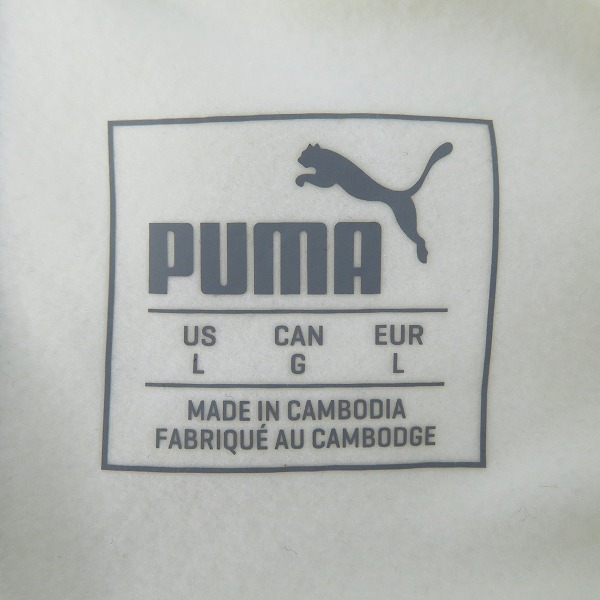 PUMA
US CAN EUR
L G L
MADE IN CAMBODIA
FABRIQUÉ AU CAMBODGE